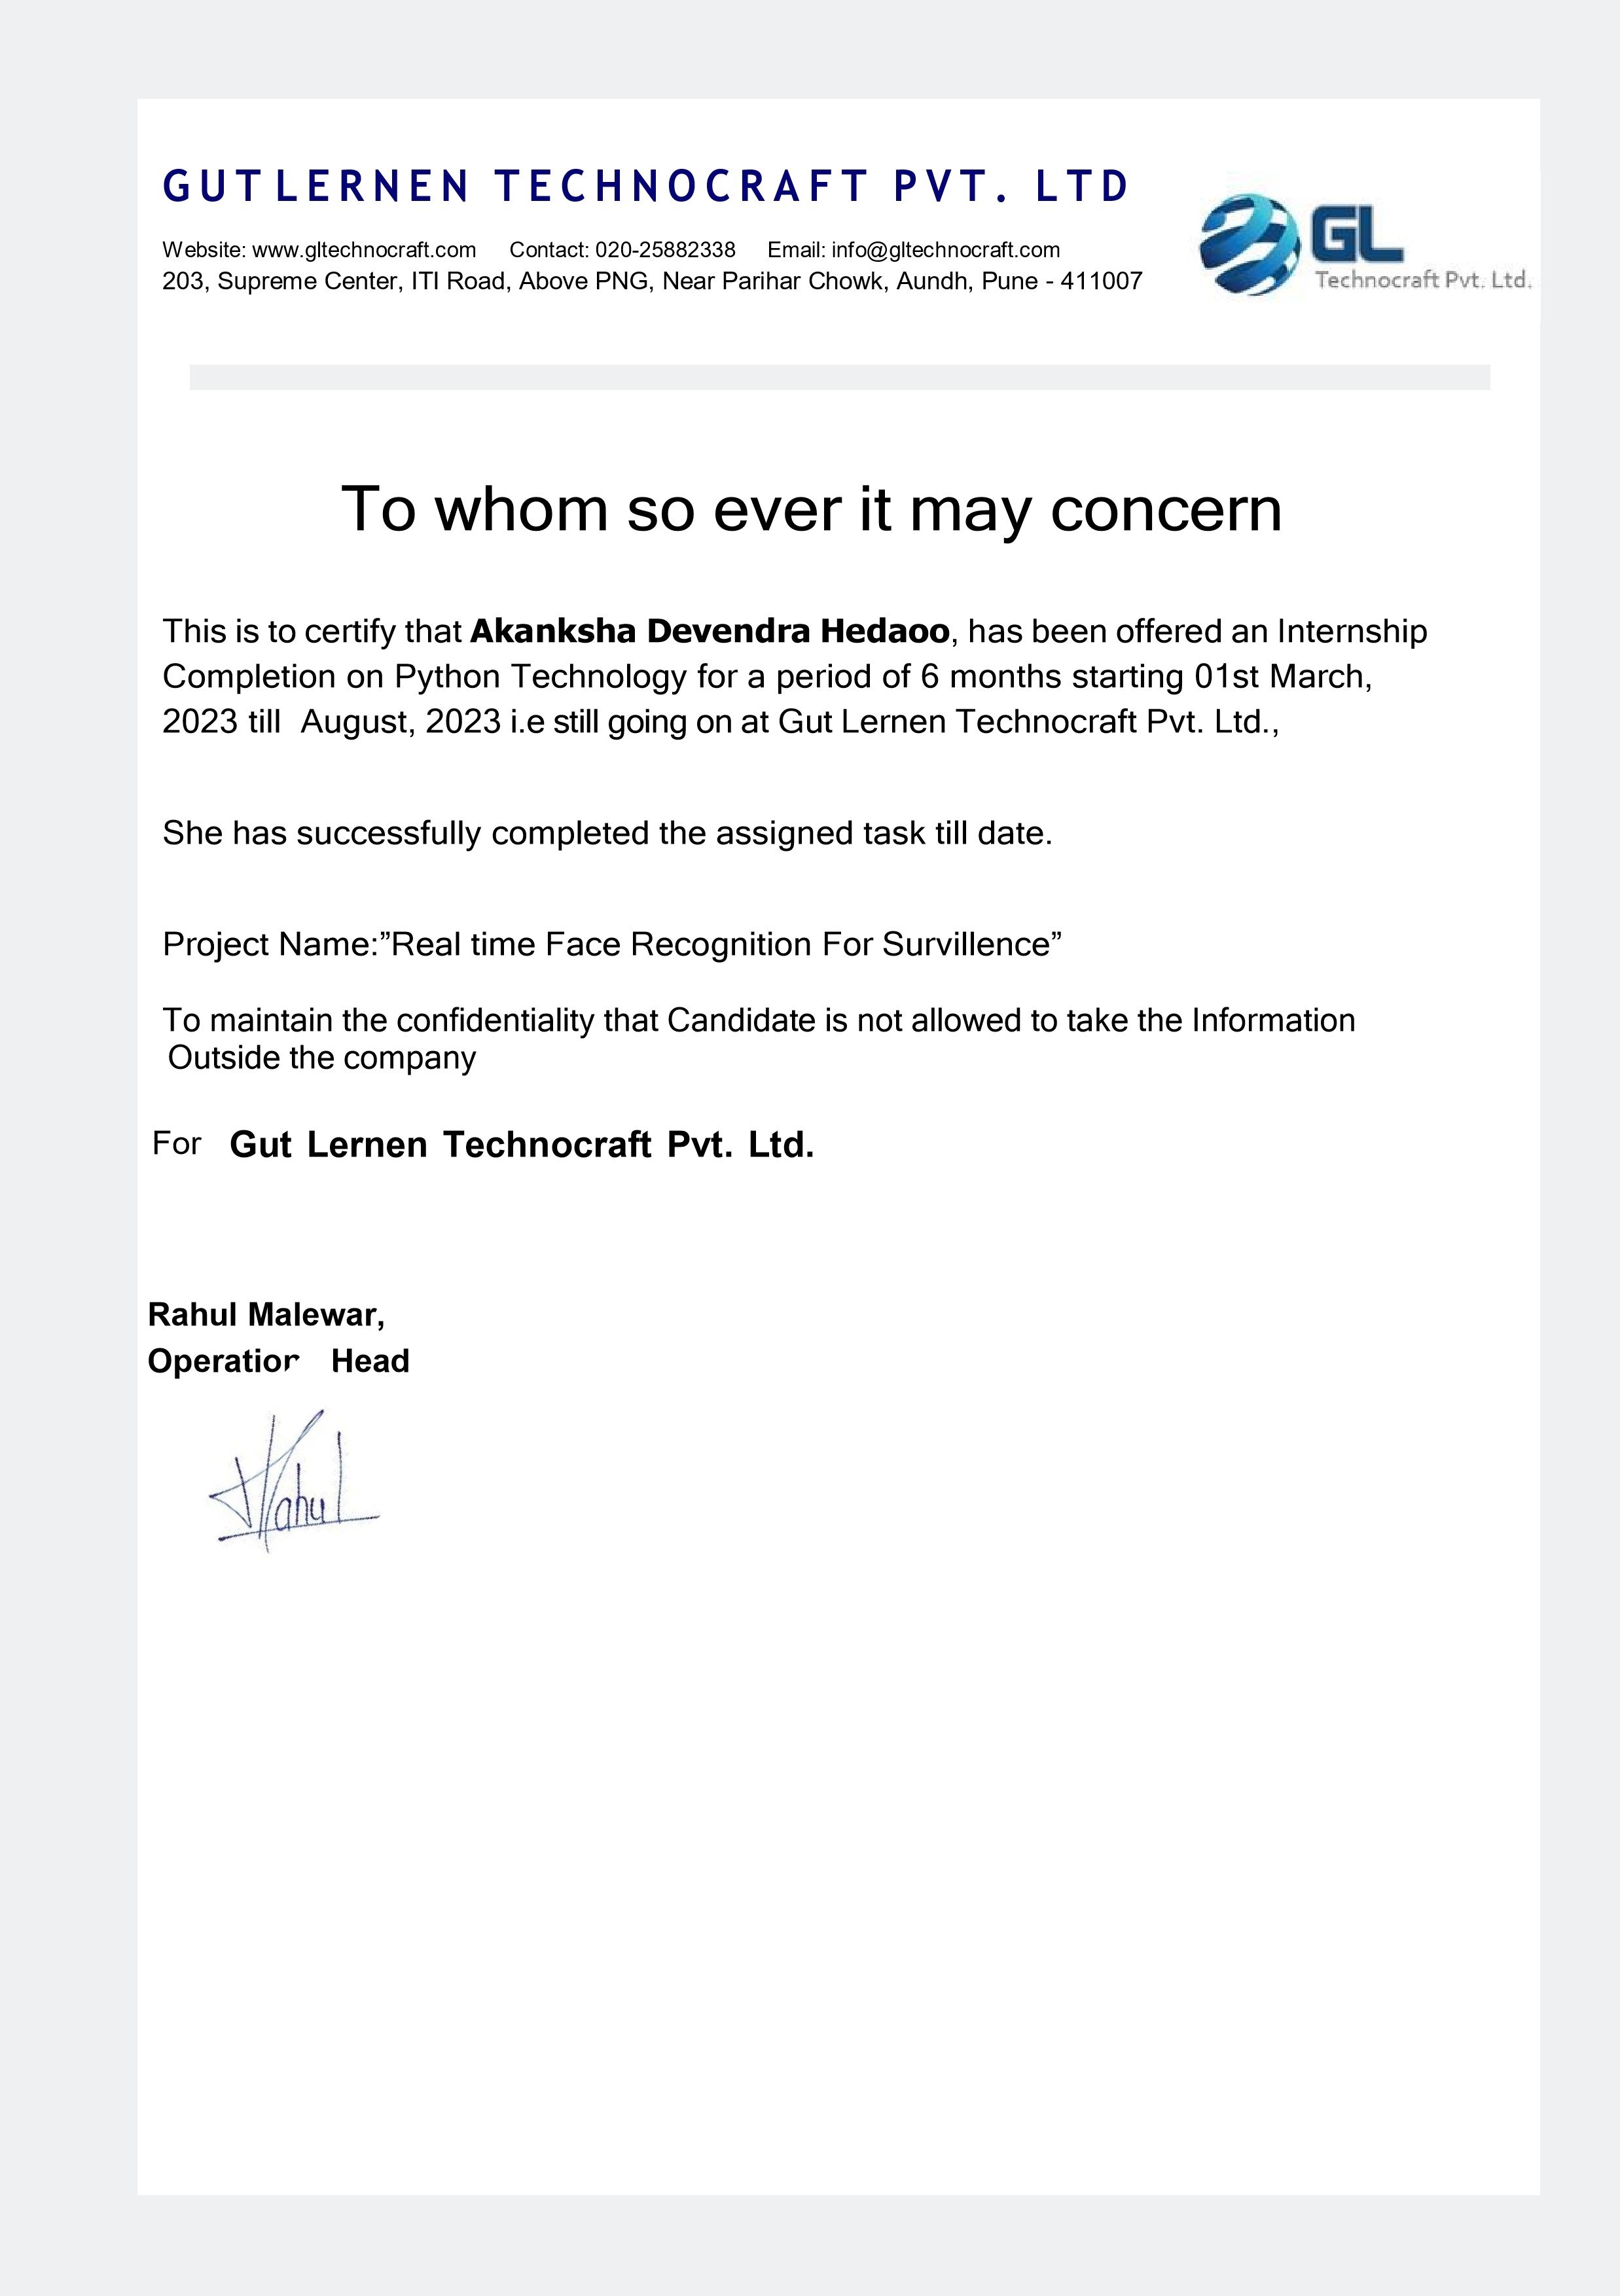 GUT LERNEN TECHNOCRAFT PVT. LTD
Website: www.gltechnocraft.com Contact: 020-25882338 Email: info@gltechnocraft.com
203, Supreme Center, ITI Road, Above PNG, Near Parihar Chowk, Aundh, Pune - 411007
GL
Technocraft Pvt. Ltd.
To whom so ever it may concern
This is to certify that Akanksha Devendra Hedaoo, has been offered an Internship
Completion on Python Technology for a period of 6 months starting 01st March,
2023 till August, 2023 i.e still going on at Gut Lernen Technocraft Pvt. Ltd.,
She has successfully completed the assigned task till date.
Project Name:”Real time Face Recognition For Survillence”
To maintain the confidentiality that Candidate is not allowed to take the Information
Outside the company
For Gut Lernen Technocraft Pvt. Ltd.
Rahul Malewar,
Operation Head
Rahul